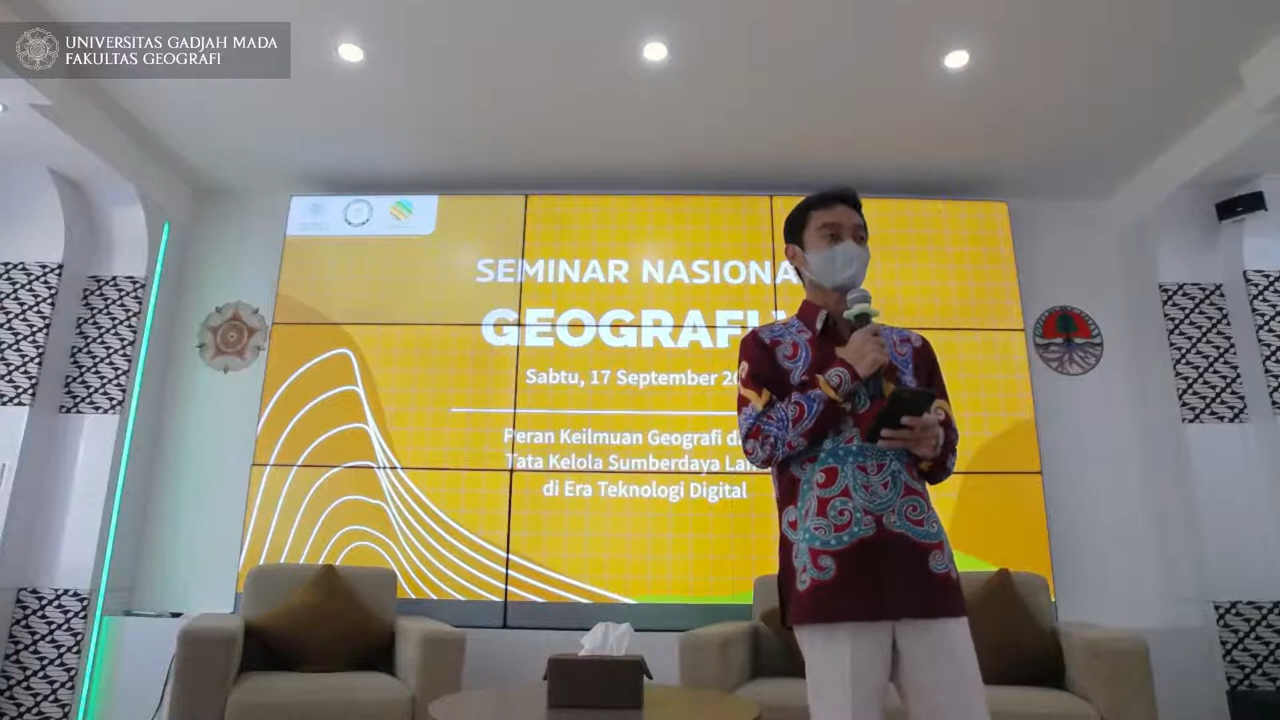 UNIVERSITAS GADJAH MADA
FAKULTAS GEOGRAFI
SEMINAR NASIONA
GEOGRAFI
Sabtu, 17 September 20
Peran Keilmuan Geografi d
Tata Kelola Sumberdaya La
di Era Teknologi Digital